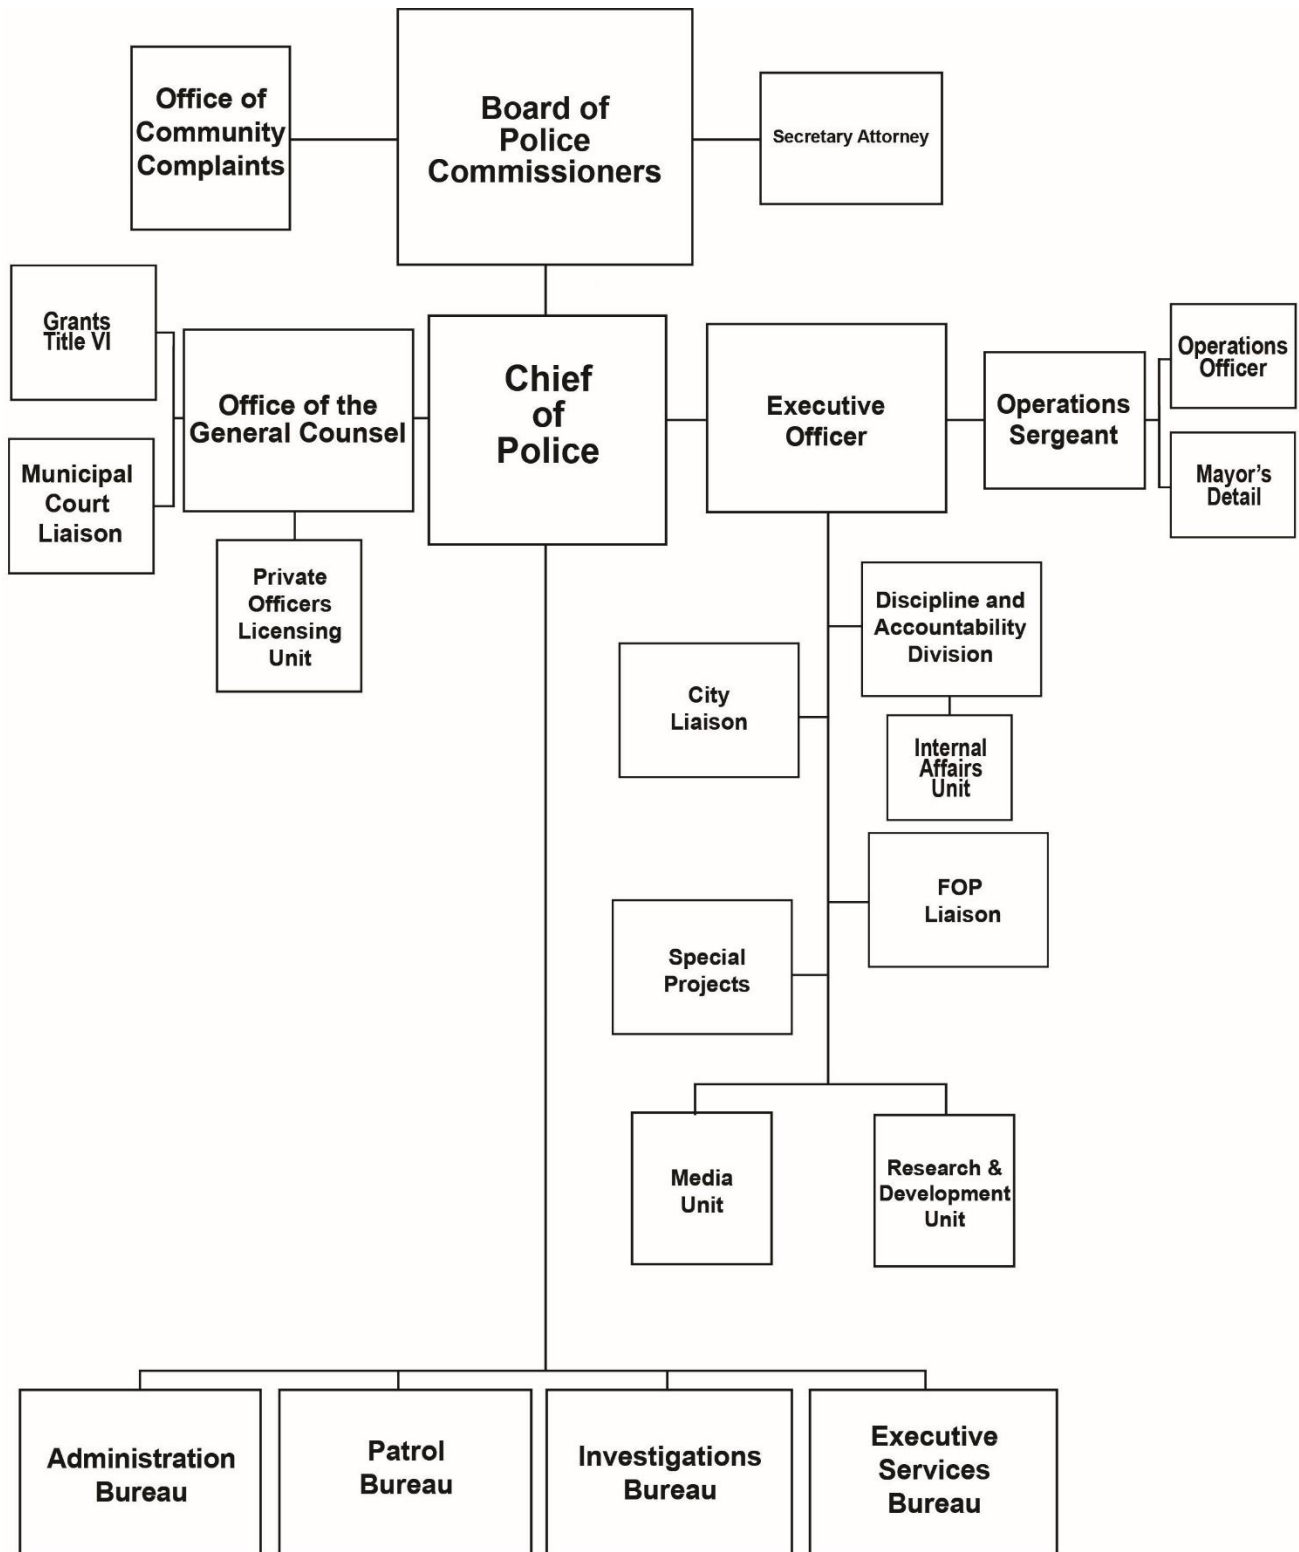 Office of
Community
Complaints
Board of
Police
Commissioners
Secretary Attorney
Grants
Title VI
Municipal
Court
Liaison
Office of the
General Counsel
Private
Officers
Licensing
Unit
Chief
of
Police
Executive
Officer
Operations
Sergeant
Operations
Officer
Mayor's
Detail
Discipline and
Accountability
Division
City
Liaison
Internal
Affairs
Unit
FOP
Liaison
Special
Projects
Media
Unit
Research &
Development
Unit
Administration
Bureau
Patrol
Bureau
Investigations
Bureau
Executive
Services
Bureau